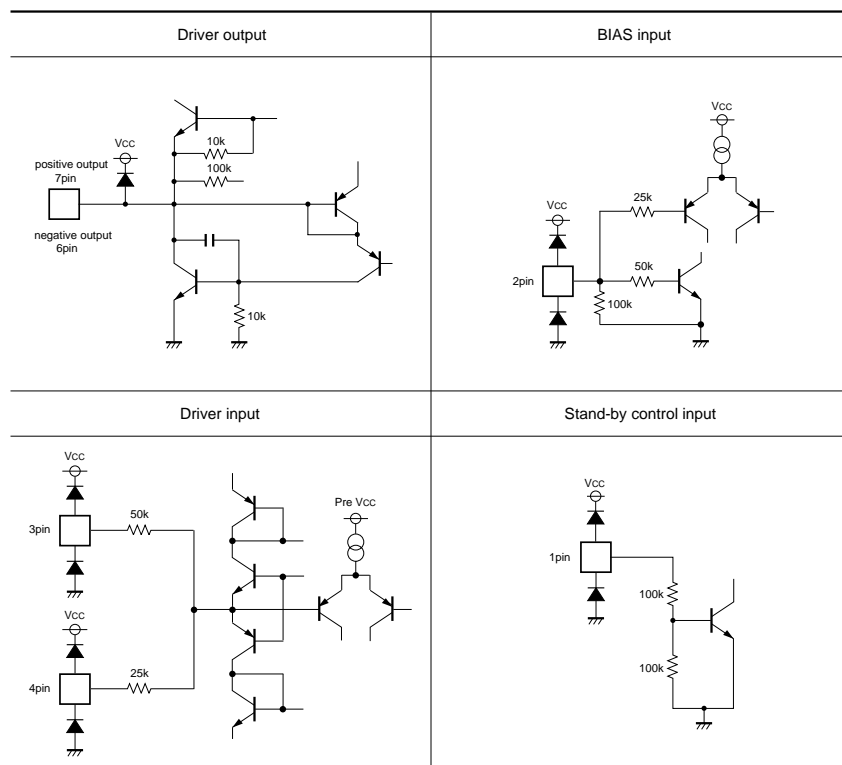 Driver output
BIAS input
VCC
positive output
7pin
negative output
6pin
10k
100k
10k
VCC
VCC
25k
50k
2pin
100k
Driver input
Stand-by control input
VCC
50k
3pin
VCC
25k
4pin
Pre VCC
VCC
1pin
100k
100k